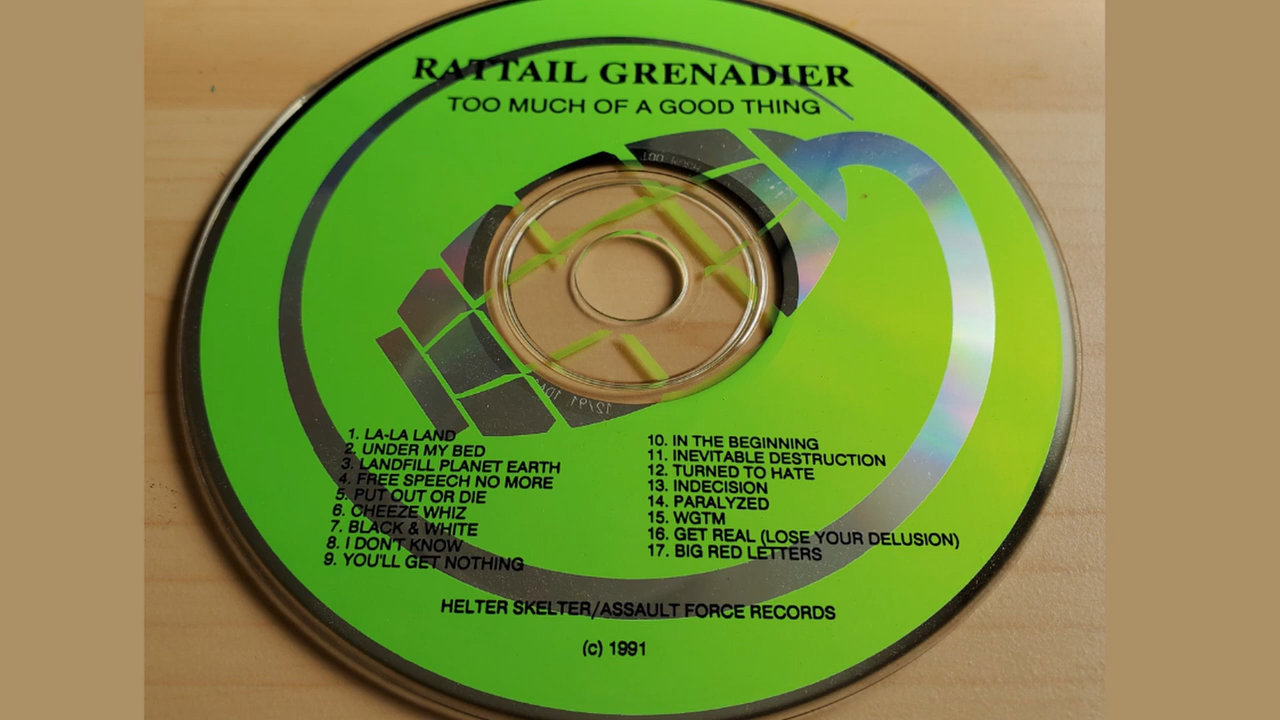 RATTAIL GRENADIER
TOO MUCH OF A GOOD THING
1. LA-LA LAND
2. UNDER MY BED
3. LANDFILL PLANET EARTH
4. FREE SPEECH NO MORE
5. PUT OUT OR DIE
6. CHEEZE WHIZ
7. BLACK & WHITE
8. I DON'T KNOW
9. YOU'LL GET NOTHING
10. IN THE BEGINNING
11. INEVITABLE DESTRUCTION
12. TURNED TO HATE
13. INDECISION
14. PARALYZED
15. WGTM
16. GET REAL (LOSE YOUR DELUSION)
17. BIG RED LETTERS
HELTER SKELTER/ASSAULT FORCE RECORDS
(c) 1991